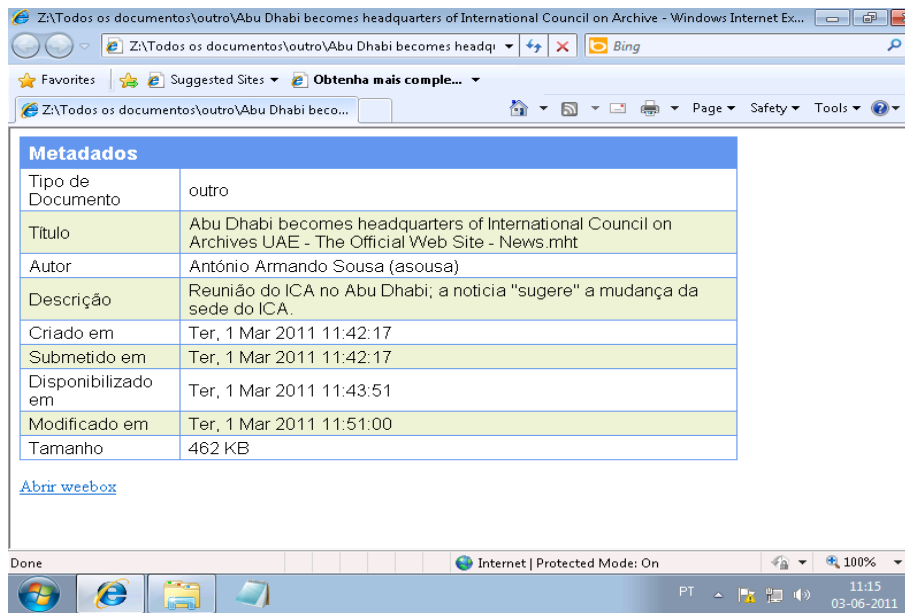 Z:\Todos os documentos\outro\Abu Dhabi becomes headquarters of International Council on Archive - Windows Internet Ex...
Z:\Todos os documentos\outro\Abu Dhabi becomes headqu
Bing
Favorites Suggested Sites Obtenha mais comple...
Z:\Todos os documentos\outro\Abu Dhabi beco... Page Safety Tools
Metadados
Tipo de
Documento
outro
Título
Abu Dhabi becomes headquarters of International Council on
Archives UAE - The Official Web Site - News.mht
Autor António Armando Sousa (asousa)
Descrição
Reunião do ICA no Abu Dhabi; a noticia "sugere" a mudança da
sede do ICA.
Criado em Ter, 1 Mar 2011 11:42:17
Submetido em Ter, 1 Mar 2011 11:42:17
Disponibilizado
em
Ter, 1 Mar 2011 11:43:51
Modificado em Ter, 1 Mar 2011 11:51:00
Tamanho 462 KB
Abrir weebox
Done Internet | Protected Mode: On 100%
PT 11:15
03-06-2011